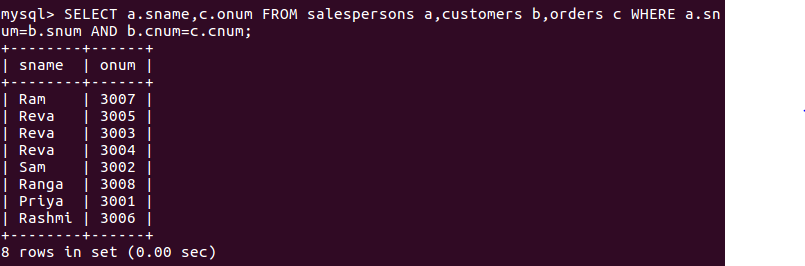 mysql> SELECT a.sname,c.onum FROM salespersons a,customers b,orders c WHERE a.sn
um=b.snum AND b.cnum=c.cnum;
+--------+------+
| sname  | onum |
+--------+------+
| Ram    | 3007 |
| Reva   | 3005 |
| Reva   | 3003 |
| Reva   | 3004 |
| Sam    | 3002 |
| Ranga  | 3008 |
| Priya  | 3001 |
| Rashmi | 3006 |
+--------+------+
8 rows in set (0.00 sec)